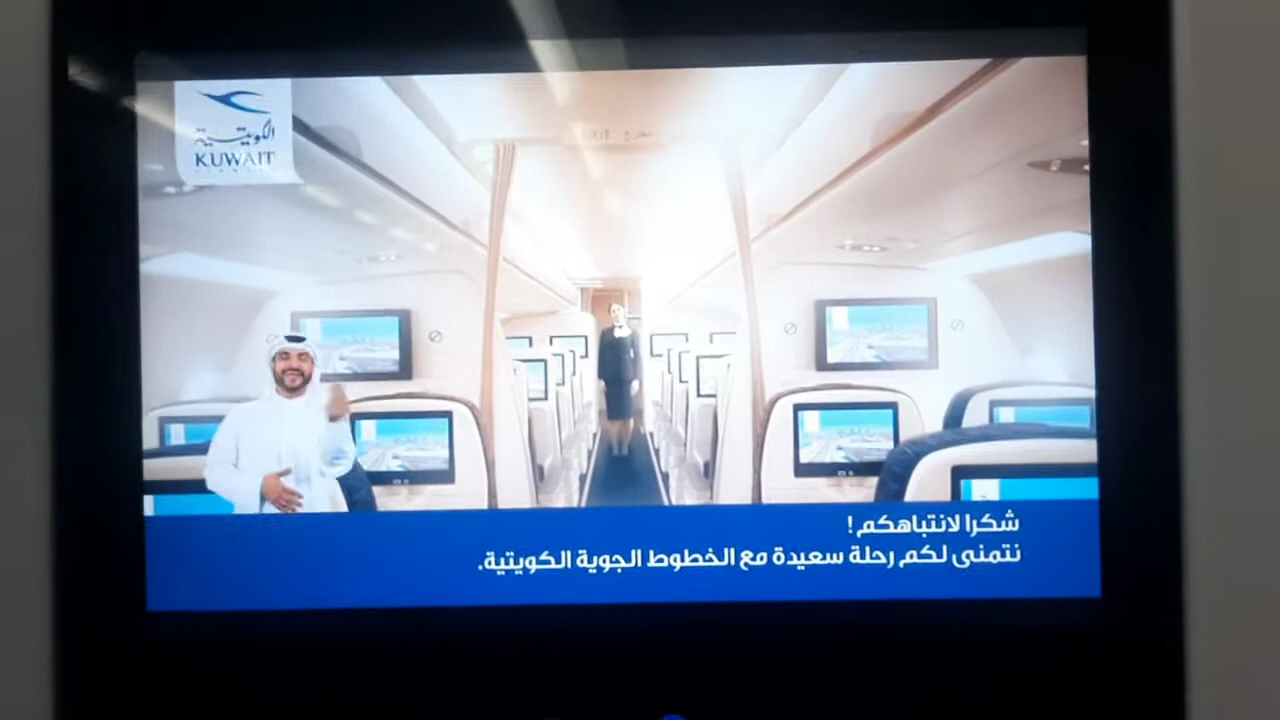 الكويتية
KUWAIT
شكرا لانتباهكم!
نتمنى لكم رحلة سعيدة مع الخطوط الجوية الكويتية.